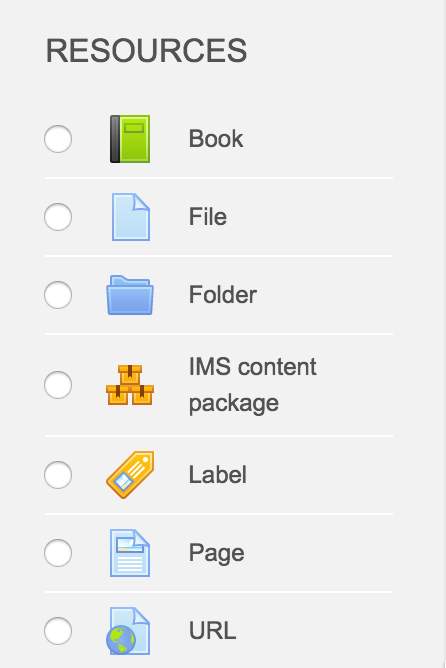 RESOURCES
Book
File
Folder
IMS content
package
Label
Page
URL